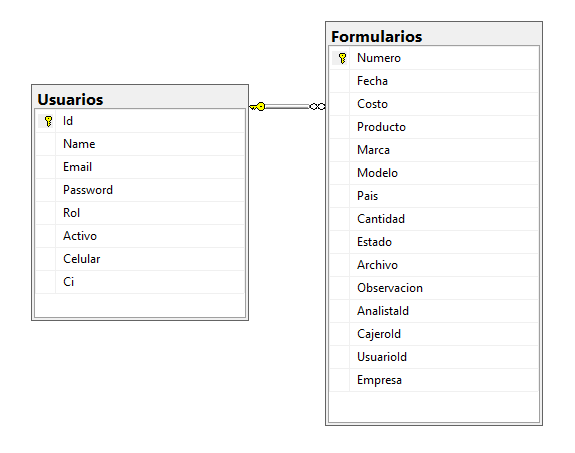 Usuarios
Id
Name
Email
Password
Rol
Activo
Celular
Ci
Formularios
Numero
Fecha
Costo
Producto
Marca
Modelo
Pais
Cantidad
Estado
Archivo
Observacion
AnalistaId
CajeroId
UsuarioId
Empresa